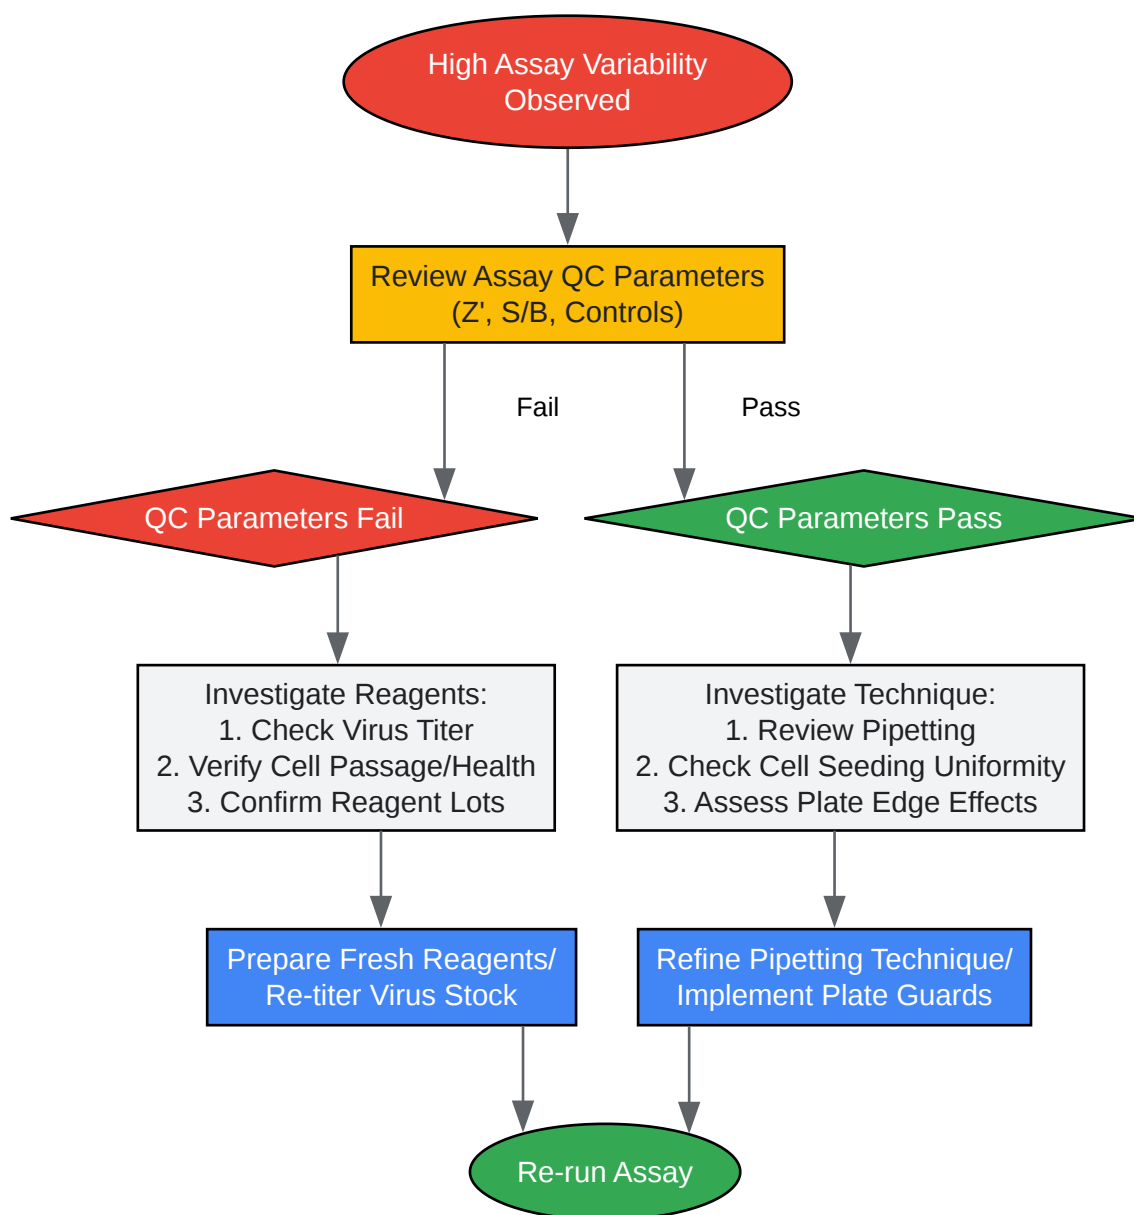 High Assay Variability
Observed
Review Assay QC Parameters
(Z', S/B, Controls)
Fail
Pass
QC Parameters Fail
QC Parameters Pass
Investigate Reagents:
1. Check Virus Titer
2. Verify Cell Passage/Health
3. Confirm Reagent Lots
Investigate Technique:
1. Review Pipetting
2. Check Cell Seeding Uniformity
3. Assess Plate Edge Effects
Prepare Fresh Reagents/
Re-titer Virus Stock
Refine Pipetting Technique/
Implement Plate Guards
Re-run Assay